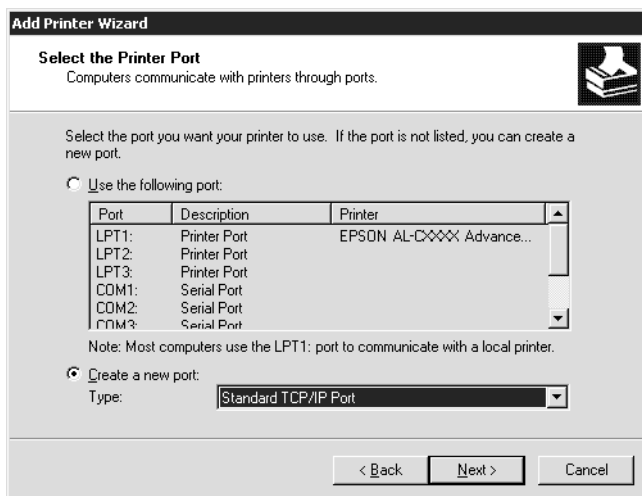 Add Printer Wizard
Select the Printer Port
Computers communicate with printers through ports.
Select the port you want your printer to use. If the port is not listed, you can create a
new port.
Use the following port:
Port Description Printer
LPT1: Printer Port EPSON AL-CXXXX Advance...
LPT2: Printer Port
LPT3: Printer Port
COM1: Serial Port
COM2: Serial Port
COM3: Serial Port
Note: Most computers use the LPT1: port to communicate with a local printer.
Create a new port:
Type: Standard TCP/IP Port
< Back Next > Cancel